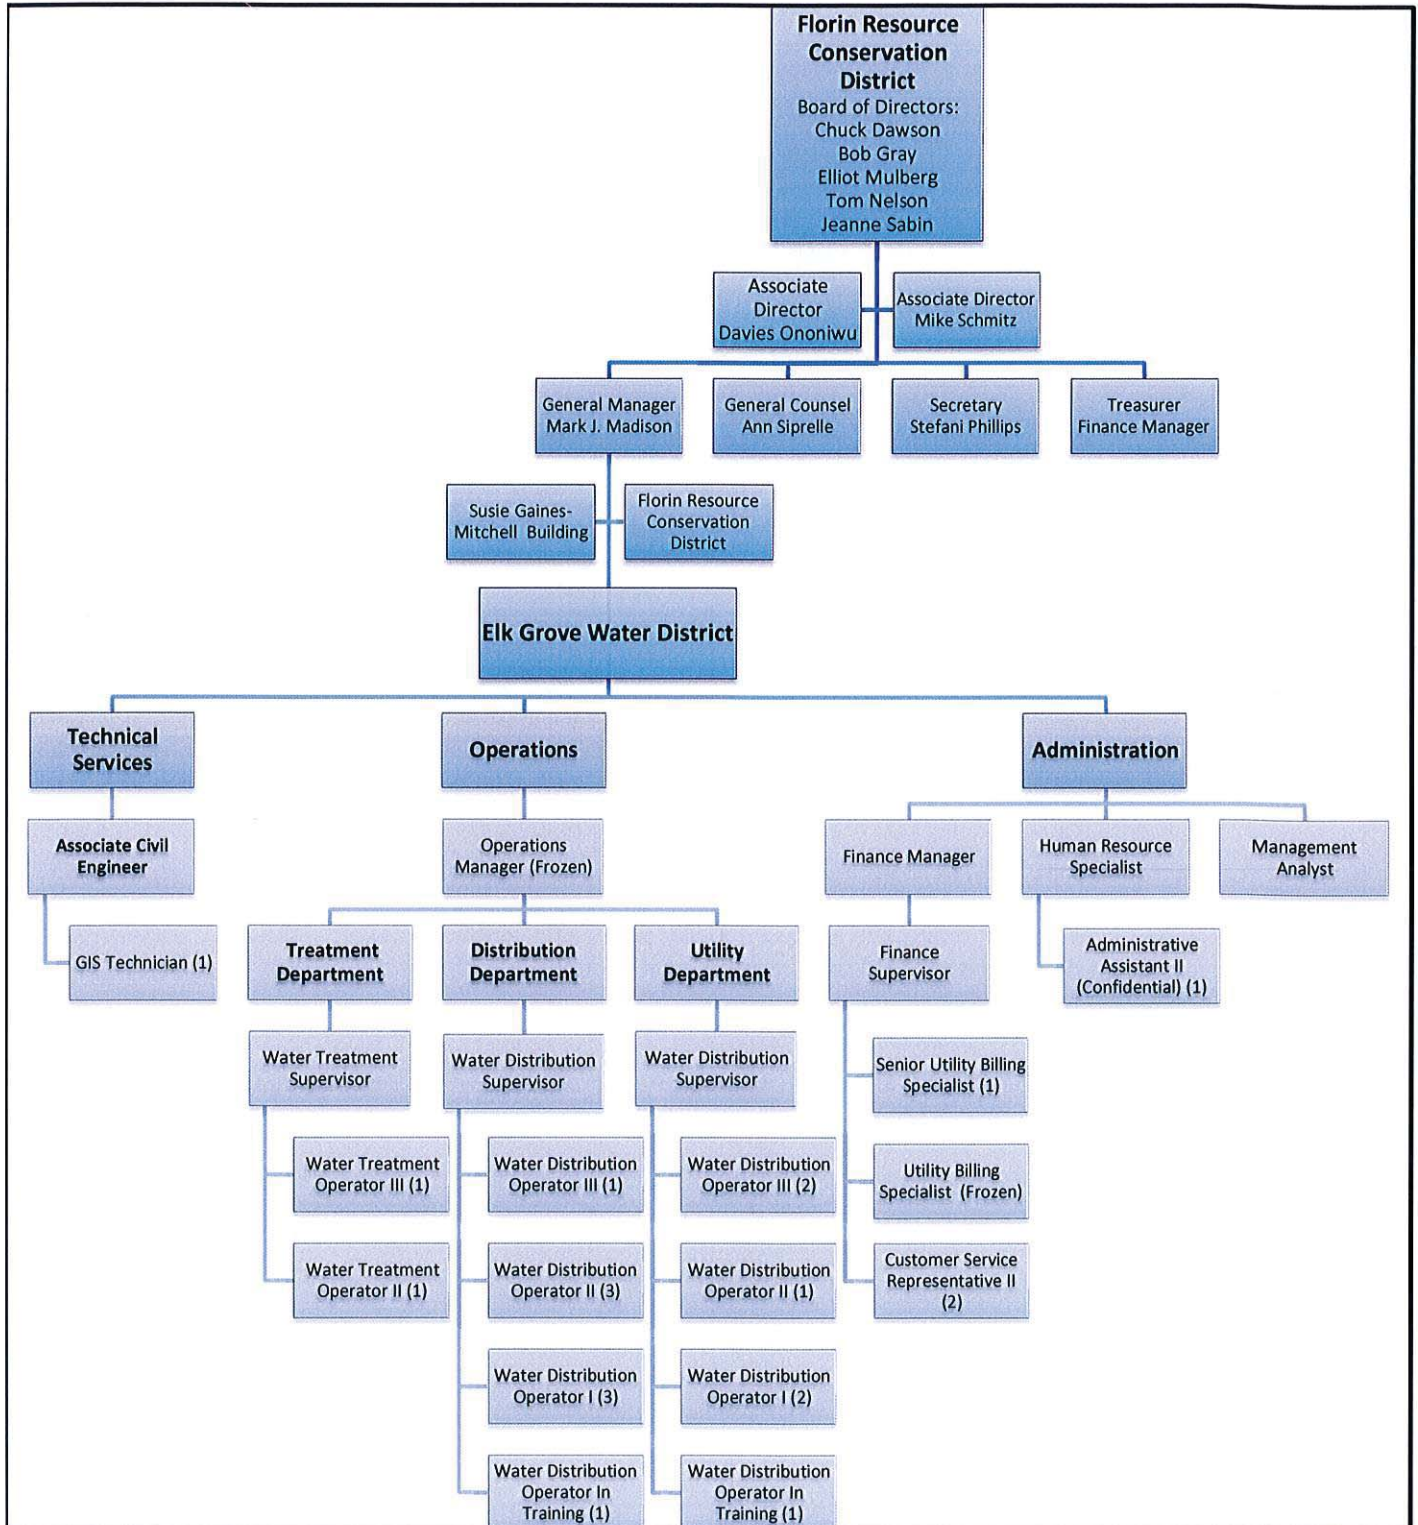 Florin Resource
Conservation
District
Board of Directors:
Chuck Dawson
Bob Gray
Elliot Mulberg
Tom Nelson
Jeanne Sabin
Associate
Director
Davies Ononiwu
Associate Director
Mike Schmitz
General Manager
Mark J. Madison
General Counsel
Ann Siprelle
Secretary
Stefani Phillips
Treasurer
Finance Manager
Susie Gaines-
Mitchell Building
Florin Resource
Conservation
District
Elk Grove Water District
Technical
Services
Operations
Administration
Associate Civil
Engineer
Operations
Manager (Frozen)
Finance Manager
Human Resource
Specialist
Management
Analyst
GIS Technician (1)
Treatment
Department
Distribution
Department
Utility
Department
Finance
Supervisor
Administrative
Assistant II
(Confidential) (1)
Water Treatment
Supervisor
Water Distribution
Supervisor
Water Distribution
Supervisor
Senior Utility Billing
Specialist (1)
Water Treatment
Operator III (1)
Water Distribution
Operator III (1)
Water Distribution
Operator III (2)
Utility Billing
Specialist (Frozen)
Water Treatment
Operator II (1)
Water Distribution
Operator II (3)
Water Distribution
Operator II (1)
Customer Service
Representative II
(2)
Water Distribution
Operator I (3)
Water Distribution
Operator I (2)
Water Distribution
Operator In
Training (1)
Water Distribution
Operator In
Training (1)